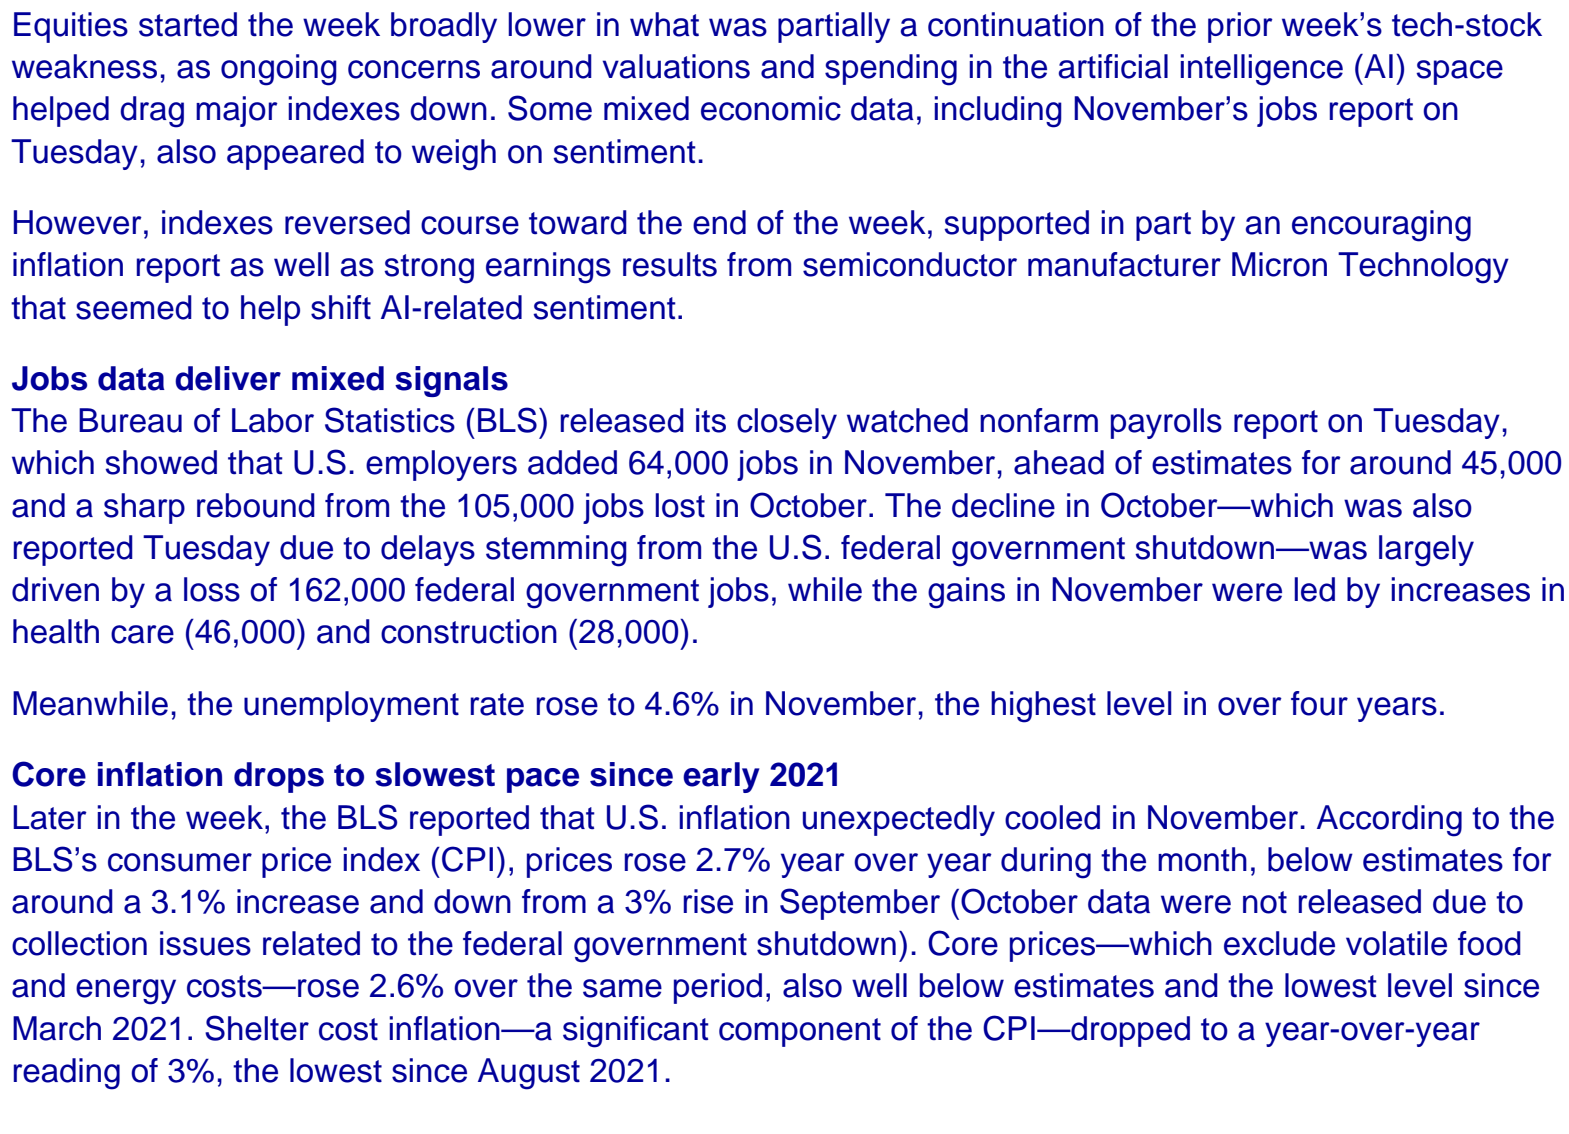 Equities started the week broadly lower in what was partially a continuation of the prior week’s tech-stock
weakness, as ongoing concerns around valuations and spending in the artificial intelligence (AI) space
helped drag major indexes down. Some mixed economic data, including November’s jobs report on
Tuesday, also appeared to weigh on sentiment.
However, indexes reversed course toward the end of the week, supported in part by an encouraging
inflation report as well as strong earnings results from semiconductor manufacturer Micron Technology
that seemed to help shift AI-related sentiment.
Jobs data deliver mixed signals
The Bureau of Labor Statistics (BLS) released its closely watched nonfarm payrolls report on Tuesday,
which showed that U.S. employers added 64,000 jobs in November, ahead of estimates for around 45,000
and a sharp rebound from the 105,000 jobs lost in October. The decline in October—which was also
reported Tuesday due to delays stemming from the U.S. federal government shutdown—was largely
driven by a loss of 162,000 federal government jobs, while the gains in November were led by increases in
health care (46,000) and construction (28,000).
Meanwhile, the unemployment rate rose to 4.6% in November, the highest level in over four years.
Core inflation drops to slowest pace since early 2021
Later in the week, the BLS reported that U.S. inflation unexpectedly cooled in November. According to the
BLS’s consumer price index (CPI), prices rose 2.7% year over year during the month, below estimates for
around a 3.1% increase and down from a 3% rise in September (October data were not released due to
collection issues related to the federal government shutdown). Core prices—which exclude volatile food
and energy costs—rose 2.6% over the same period, also well below estimates and the lowest level since
March 2021. Shelter cost inflation—a significant component of the CPI—dropped to a year-over-year
reading of 3%, the lowest since August 2021.